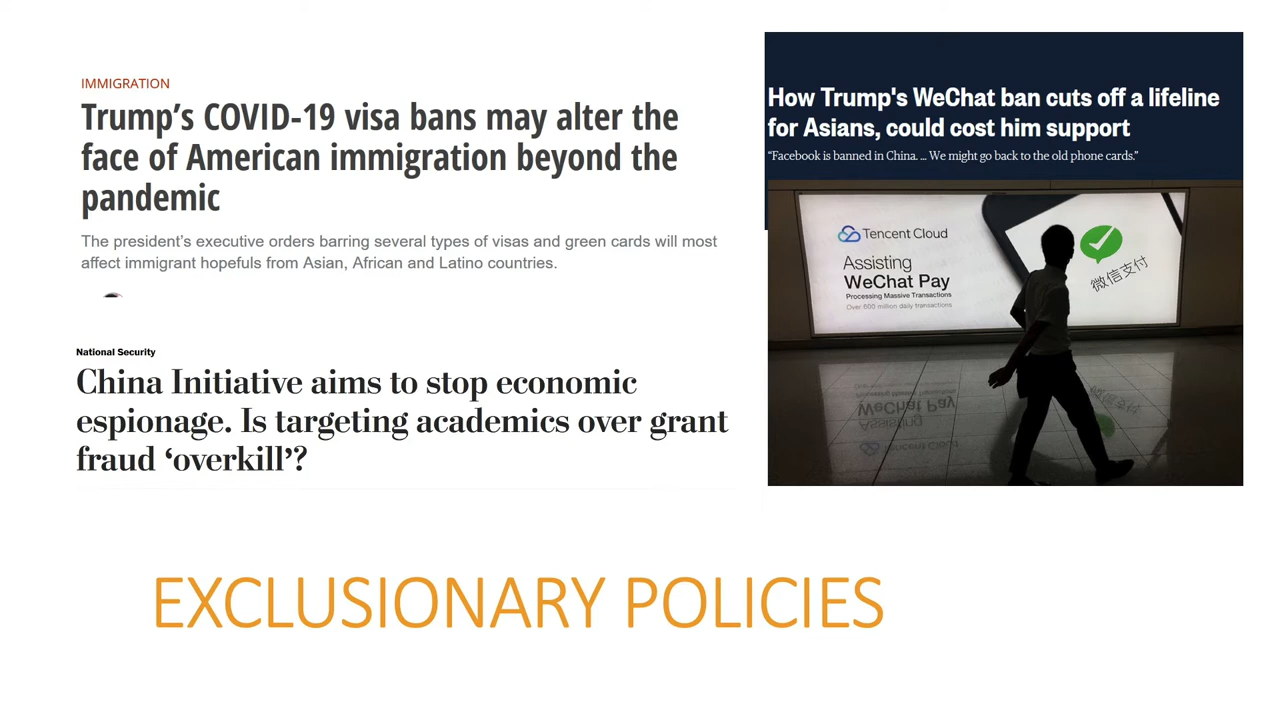 IMMIGRATION
Trump’s COVID-19 visa bans may alter the
face of American immigration beyond the
pandemic
The president’s executive orders barring several types of visas and green cards will most
affect immigrant hopefuls from Asian, African and Latino countries.
National Security
China Initiative aims to stop economic
espionage. Is targeting academics over grant
fraud ‘overkill’?
How Trump's WeChat ban cuts off a lifeline
for Asians, could cost him support
“Facebook is banned in China. ... We might go back to the old phone cards.”
Tencent Cloud
Assisting
WeChat Pay
Processing Massive Transactions
Over 600 million daily transactions
微信支付
EXCLUSIONARY POLICIES